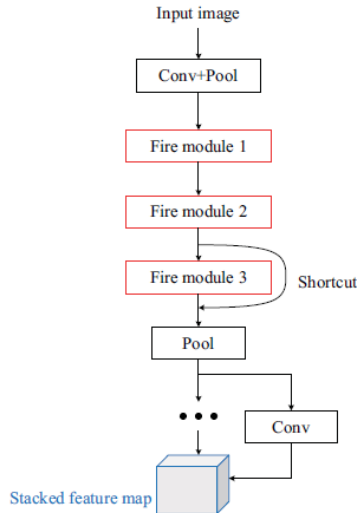 Input image
Conv+Pool
Fire module 1
Fire module 2
Fire module 3
Shortcut
Pool
•••
Conv
Stacked feature map